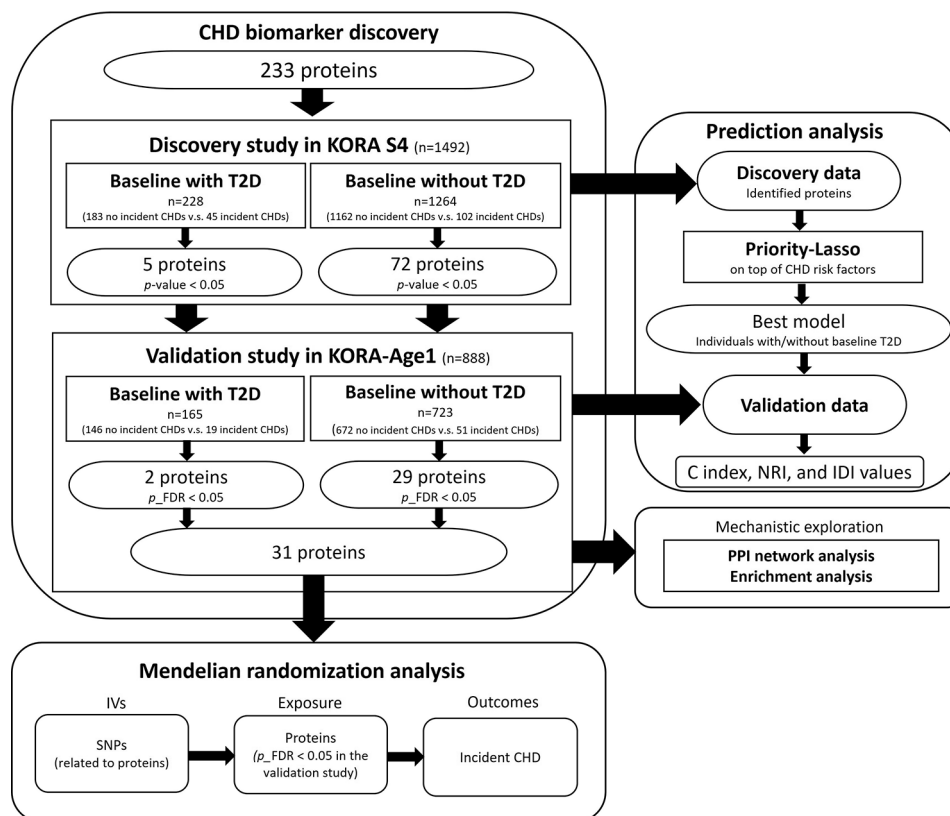 CHD biomarker discovery
233 proteins
Discovery study in KORA S4 (n=1492)
Baseline with T2D
n=228
(183 no incident CHDs v.s. 45 incident CHDs)
Baseline without T2D
n=1264
(1162 no incident CHDs v.s. 102 incident CHDs)
5 proteins
p-value < 0.05
72 proteins
p-value < 0.05
Validation study in KORA-Age1 (n=888)
Baseline with T2D
n=165
(146 no incident CHDs v.s. 19 incident CHDs)
Baseline without T2D
n=723
(672 no incident CHDs v.s. 51 incident CHDs)
2 proteins
p_FDR < 0.05
29 proteins
p_FDR < 0.05
31 proteins
Prediction analysis
Discovery data
Identified proteins
Priority-Lasso
on top of CHD risk factors
Best model
Individuals with/without baseline T2D
Validation data
C index, NRI, and IDI values
Mechanistic exploration
PPI network analysis
Enrichment analysis
Mendelian randomization analysis
IVs
SNPs
(related to proteins)
Exposure
Proteins
(p_FDR < 0.05 in the
validation study)
Outcomes
Incident CHD